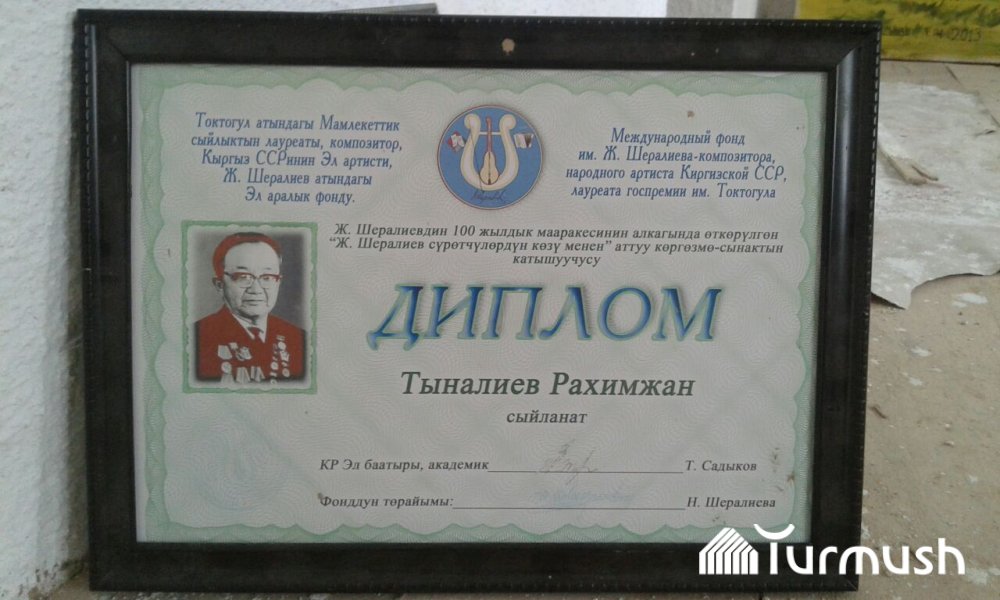 Токтогул атындагы Мамлекеттик
сыйлыктын лауреаты, композитор,
Кыргыз ССРинин Эл артисти,
Ж. Шералиев атындагы
Эл аралык фонду.
Международный фонд
им. Ж. Шералиева-композитора,
народного артиста Киргизской ССР,
лауреата госпремии им. Токтогула
Ж. Шералиевдин 100 жылдык мааракесинин алкагында өткөрүлгөн
"Ж. Шералиев сүрөтчүлөрдүн көзү менен" аттуу көргөзмө-сынактын
катышуучусу
ДИПЛОМ
Тыналиев Рахимжан
сыйланат
КР Эл баатыры, академик Т. Садыков
Фонддун төрайымы: Н. Шералиева
2013
Turmush